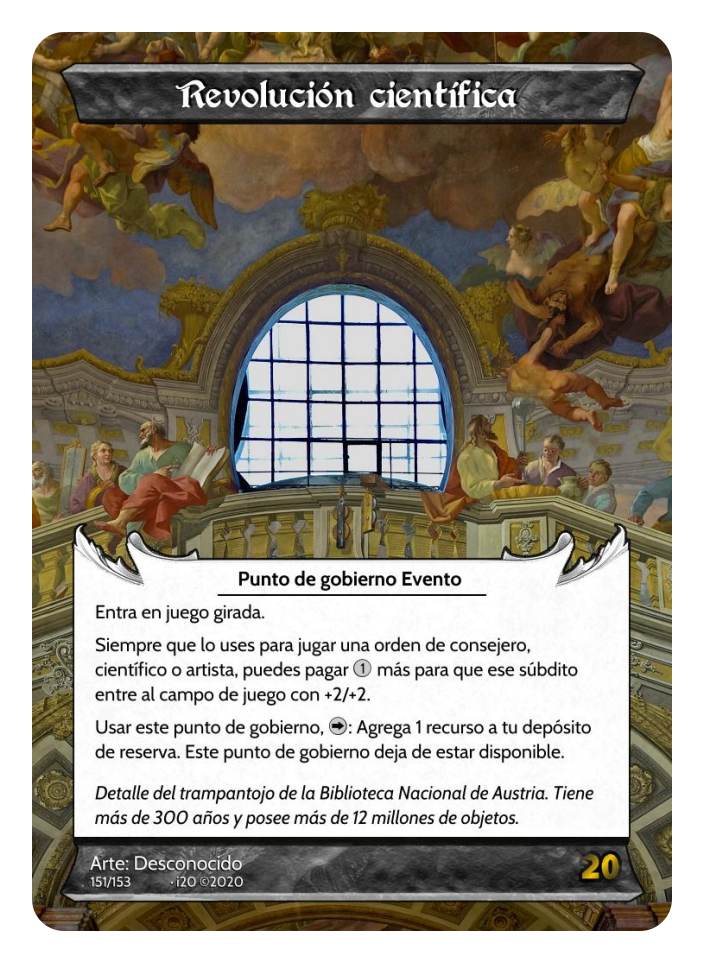 Revolución científica
Punto de gobierno Evento
Entra en juego girada.
Siempre que lo uses para jugar una orden de consejero,
científico o artista, puedes pagar 1 más para que ese súbdito
entre al campo de juego con +2/+2.
Usar este punto de gobierno, ➡: Agrega 1 recurso a tu depósito
de reserva. Este punto de gobierno deja de estar disponible.
Detalle del trampantojo de la Biblioteca Nacional de Austria. Tiene
más de 300 años y posee más de 12 millones de objetos.
Arte: Desconocido
151/153 · i20 ©2020
20